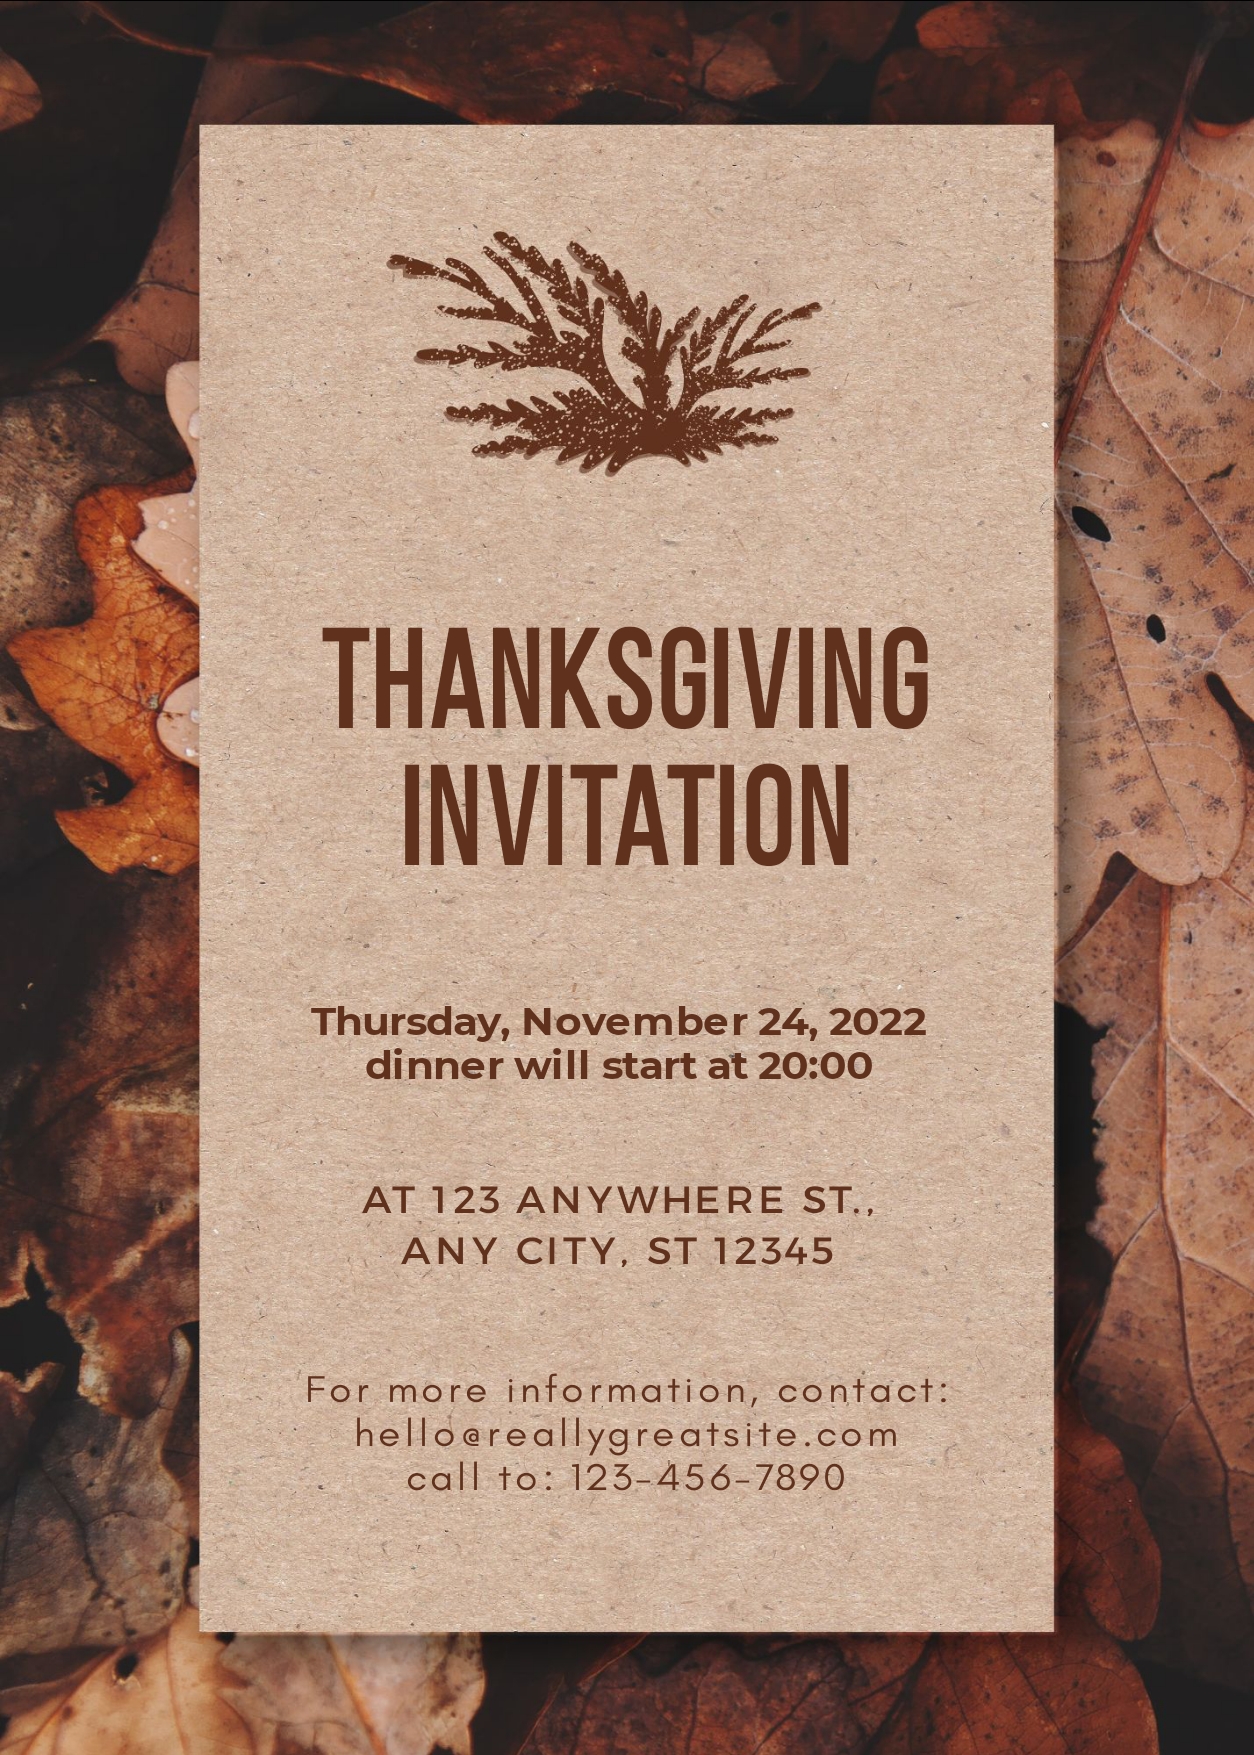 THANKSGIVING
INVITATION
Thursday, November 24, 2022
dinner will start at 20:00
AT 123 ANYWHERE ST.,
ANY CITY, ST 12345
For more information, contact:
hello@reallygreatsite.com
call to: 123-456-7890